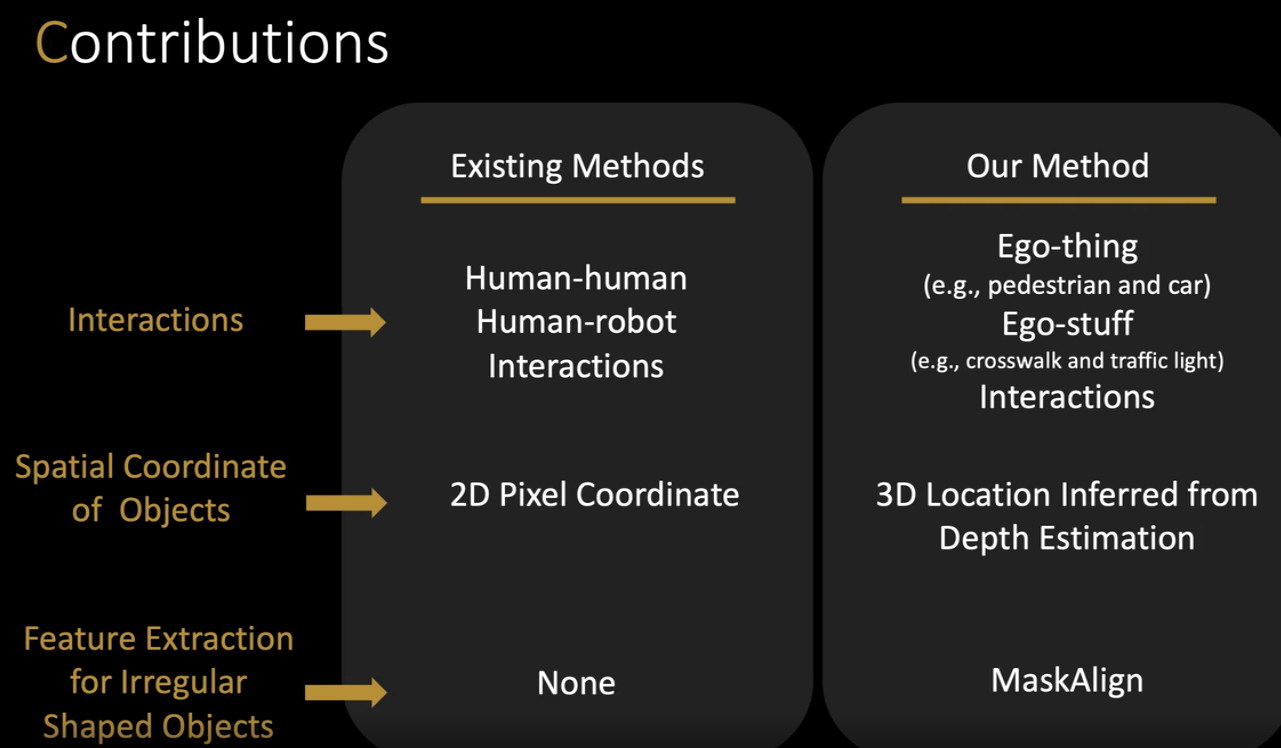 Contributions
Existing Methods
Our Method
Interactions
Human-human
Human-robot
Interactions
Ego-thing
(e.g., pedestrian and car)
Ego-stuff
(e.g., crosswalk and traffic light)
Interactions
Spatial Coordinate
of Objects
2D Pixel Coordinate
3D Location Inferred from
Depth Estimation
Feature Extraction
for Irregular
Shaped Objects
None
MaskAlign